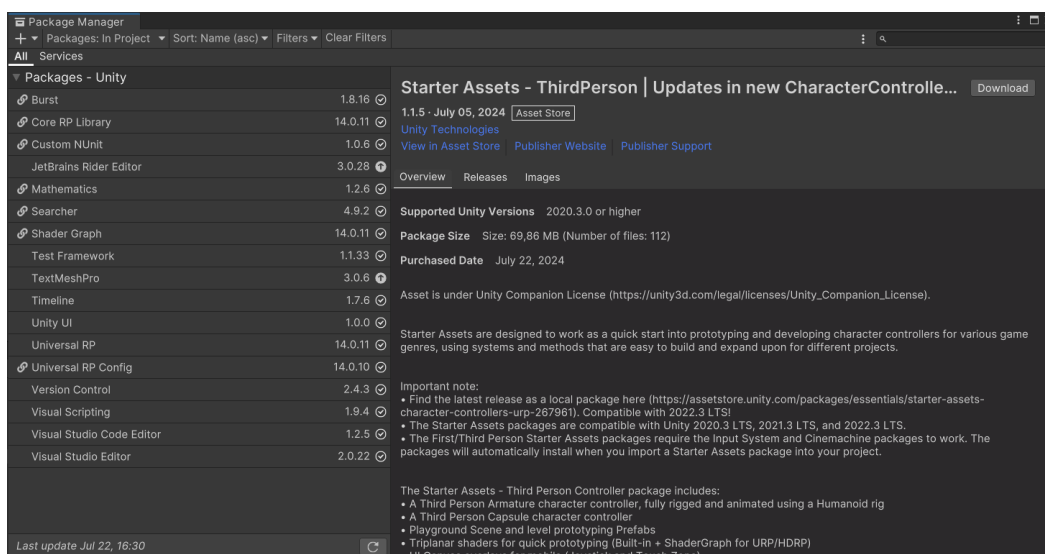 Package Manager
Packages: In Project Sort: Name (asc) Filters Clear Filters
All Services
Packages - Unity
Burst 1.8.16
Core RP Library 14.0.11
Custom NUnit 1.0.6
JetBrains Rider Editor 3.0.28
Mathematics 1.2.6
Searcher 4.9.2
Shader Graph 14.0.11
Test Framework 1.1.33
TextMeshPro 3.0.6
Timeline 1.7.6
Unity UI 1.0.0
Universal RP 14.0.11
Universal RP Config 14.0.10
Version Control 2.4.3
Visual Scripting 1.9.4
Visual Studio Code Editor 1.2.5
Visual Studio Editor 2.0.22
Last update Jul 22, 16:30
Starter Assets - ThirdPerson | Updates in new CharacterControlle... Download
1.1.5 · July 05, 2024 Asset Store
Unity Technologies
View in Asset Store Publisher Website Publisher Support
Overview Releases Images
Supported Unity Versions 2020.3.0 or higher
Package Size Size: 69,86 MB (Number of files: 112)
Purchased Date July 22, 2024
Asset is under Unity Companion License (https://unity3d.com/legal/licenses/Unity_Companion_License).
Starter Assets are designed to work as a quick start into prototyping and developing character controllers for various game
genres, using systems and methods that are easy to build and expand upon for different projects.
Important note:
• Find the latest release as a local package here (https://assetstore.unity.com/packages/essentials/starter-assets-
character-controllers-urp-267961). Compatible with 2022.3 LTS!
• The Starter Assets packages are compatible with Unity 2020.3 LTS, 2021.3 LTS, and 2022.3 LTS.
• The First/Third Person Starter Assets packages require the Input System and Cinemachine packages to work. The
packages will automatically install when you import a Starter Assets package into your project.
The Starter Assets - Third Person Controller package includes:
• A Third Person Armature character controller, fully rigged and animated using a Humanoid rig
• A Third Person Capsule character controller
• Playground Scene and level prototyping Prefabs
• Triplanar shaders for quick prototyping (Built-in + ShaderGraph for URP/HDRP)